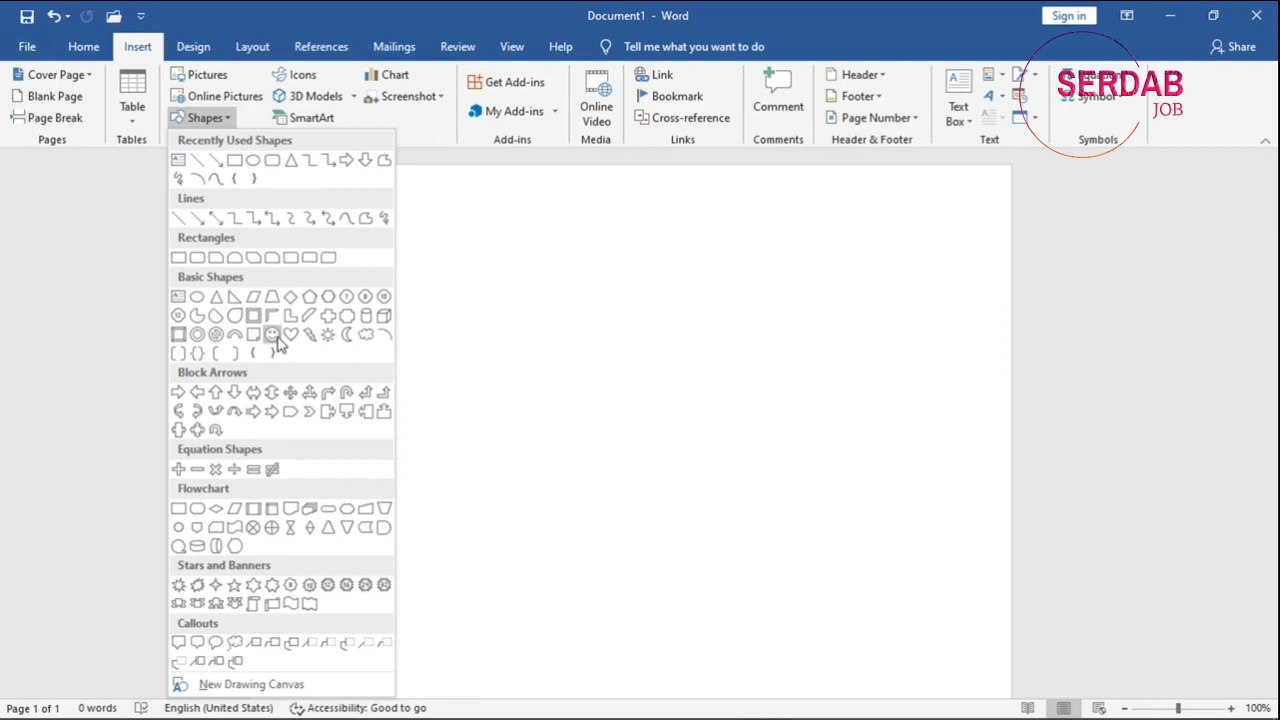 Document1 - Word
Sign in
File Home Insert Design Layout References Mailings Review View Help Tell me what you want to do Share
Cover Page
Blank Page
Page Break
Pages
Table
Tables
Pictures
Online Pictures
Shapes
Icons
3D Models
SmartArt
Chart
Screenshot
Get Add-ins
My Add-ins
Add-ins
Online
Video
Media
Link
Bookmark
Cross-reference
Links
Comment
Comments
Header
Footer
Page Number
Header & Footer
Text
Box
Text
Equation
Symbol
Symbols
SERDAB
JOB
Recently Used Shapes
Lines
Rectangles
Basic Shapes
Block Arrows
Equation Shapes
Flowchart
Stars and Banners
Callouts
New Drawing Canvas
Page 1 of 1 0 words English (United States) Accessibility: Good to go 100%